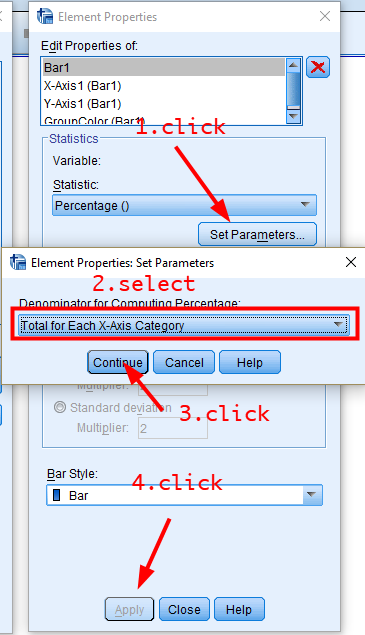 Element Properties
Edit Properties of:
Bar1
X-Axis1 (Bar1)
Y-Axis1 (Bar1)
GroupColor (Bar1)
1.click
Statistics
Variable:
Statistic:
Percentage ()
Set Parameters...
Element Properties: Set Parameters
2.select
Denominator for Computing Percentage:
Total for Each X-Axis Category
Continue Cancel Help
Multiplier:
3.click
Standard deviation
Multiplier: 2
4.click
Bar Style:
Bar
Apply Close Help